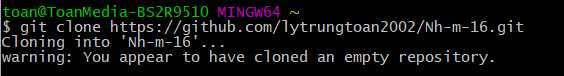 toan@ToanMedia-BS2R9510 MINGW64 ~
$ git clone https://github.com/lytrungtoan2002/Nh-m-16.git
Cloning into 'Nh-m-16'...
warning: You appear to have cloned an empty repository.